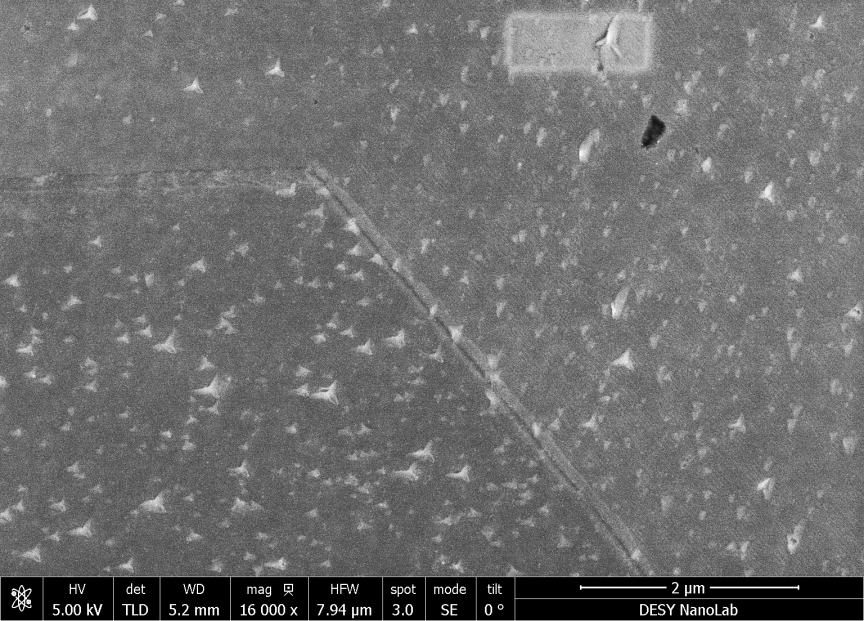 HV det WD mag HFW spot mode tilt 2 µm
5.00 kV TLD 5.2 mm 16 000 x 7.94 µm 3.0 SE 0 ° DESY NanoLab